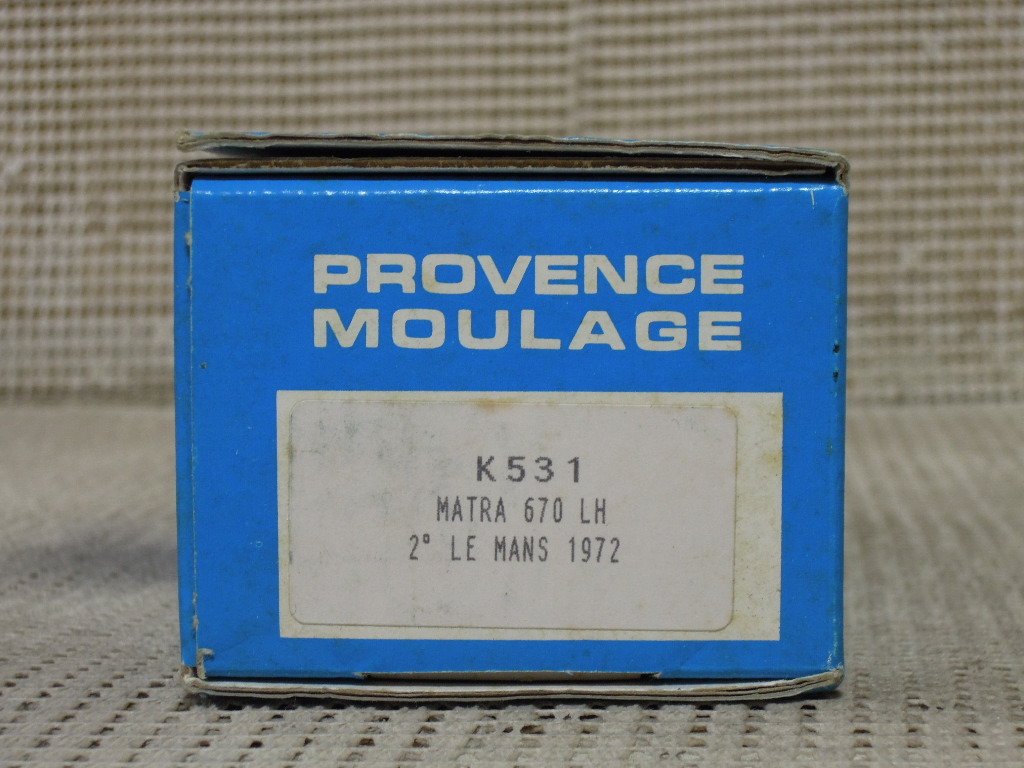 PROVENCE
MOULAGE
K531
MATRA 670 LH
2° LE MANS 1972